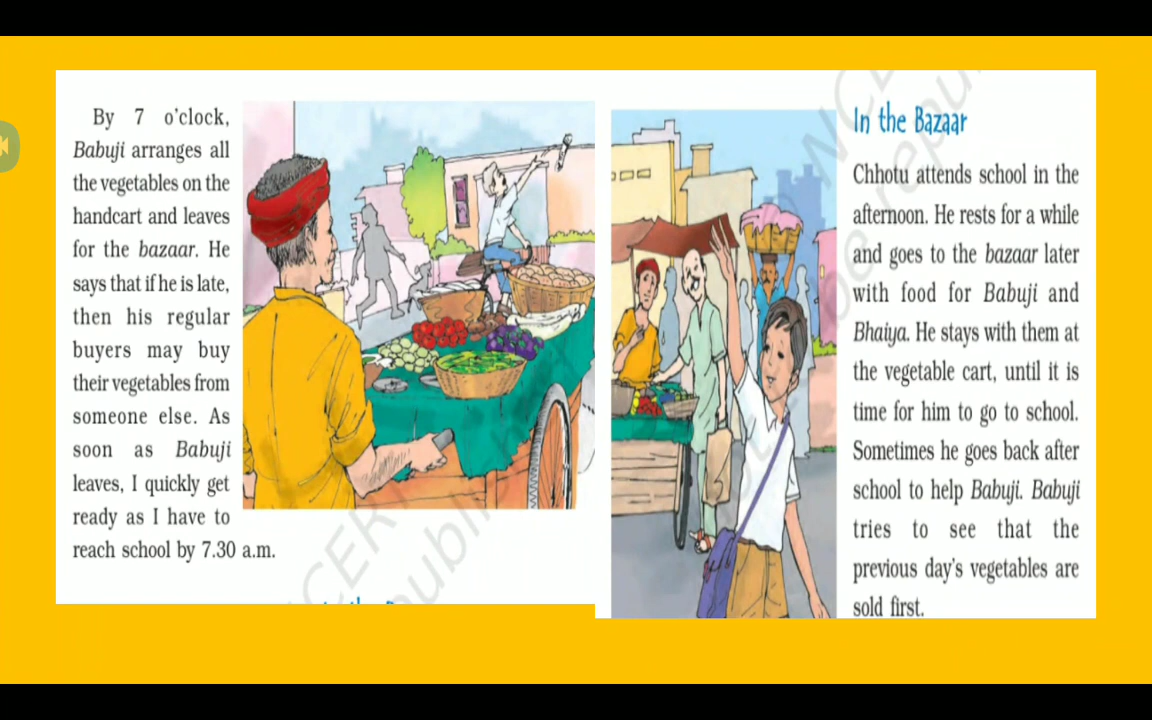 By 7 o'clock,
Babuji arranges all
the vegetables on the
handcart and leaves
for the bazaar. He
says that if he is late,
then his regular
buyers may buy
their vegetables from
someone else. As
soon as Babuji
leaves, I quickly get
ready as I have to
reach school by 7.30 a.m.
In the Bazaar
Chhotu attends school in the
afternoon. He rests for a while
and goes to the bazaar later
with food for Babuji and
Bhaiya. He stays with them at
the vegetable cart, until it is
time for him to go to school.
Sometimes he goes back after
school to help Babuji. Babuji
tries to see that the
previous day's vegetables are
sold first.